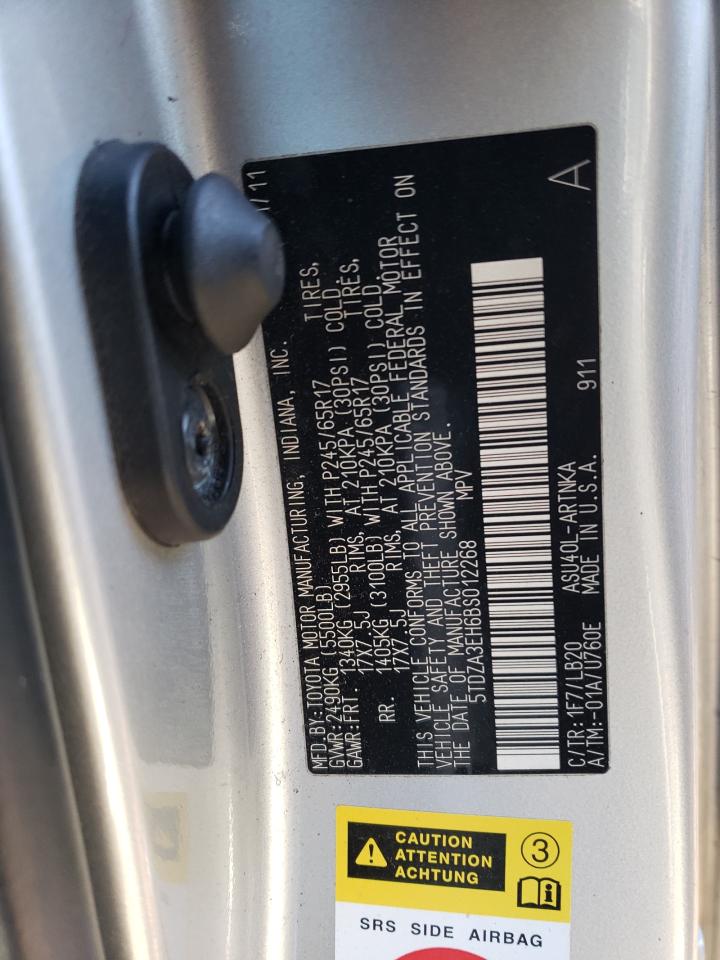 /11
MFD.BY:TOYOTA MOTOR MANUFACTURING, INDIANA, INC.
GVWR:2490KG (5500LB)
GAWR:FRT. 1340KG (2955LB) WITH P245/65R17 TIRES,
17X7.5J RIMS, AT 210KPA (30PSI) COLD,
RR. 1405KG (3100LB) WITH P245/65R17 TIRES,
17X7.5J RIMS, AT 210KPA (30PSI) COLD
THIS VEHICLE CONFORMS TO ALL APPLICABLE FEDERAL MOTOR
VEHICLE SAFETY AND THEFT PREVENTION STANDARDS IN EFFECT ON
THE DATE OF MANUFACTURE SHOWN ABOVE.
5TDZA3EH6BS012268 MPV
C/TR:1F7/LB20 ASU40L-ARTNKA 911
A/TM:-01A/U760E MADE IN U.S.A.
A
CAUTION
ATTENTION
ACHTUNG
3
SRS SIDE AIRBAG